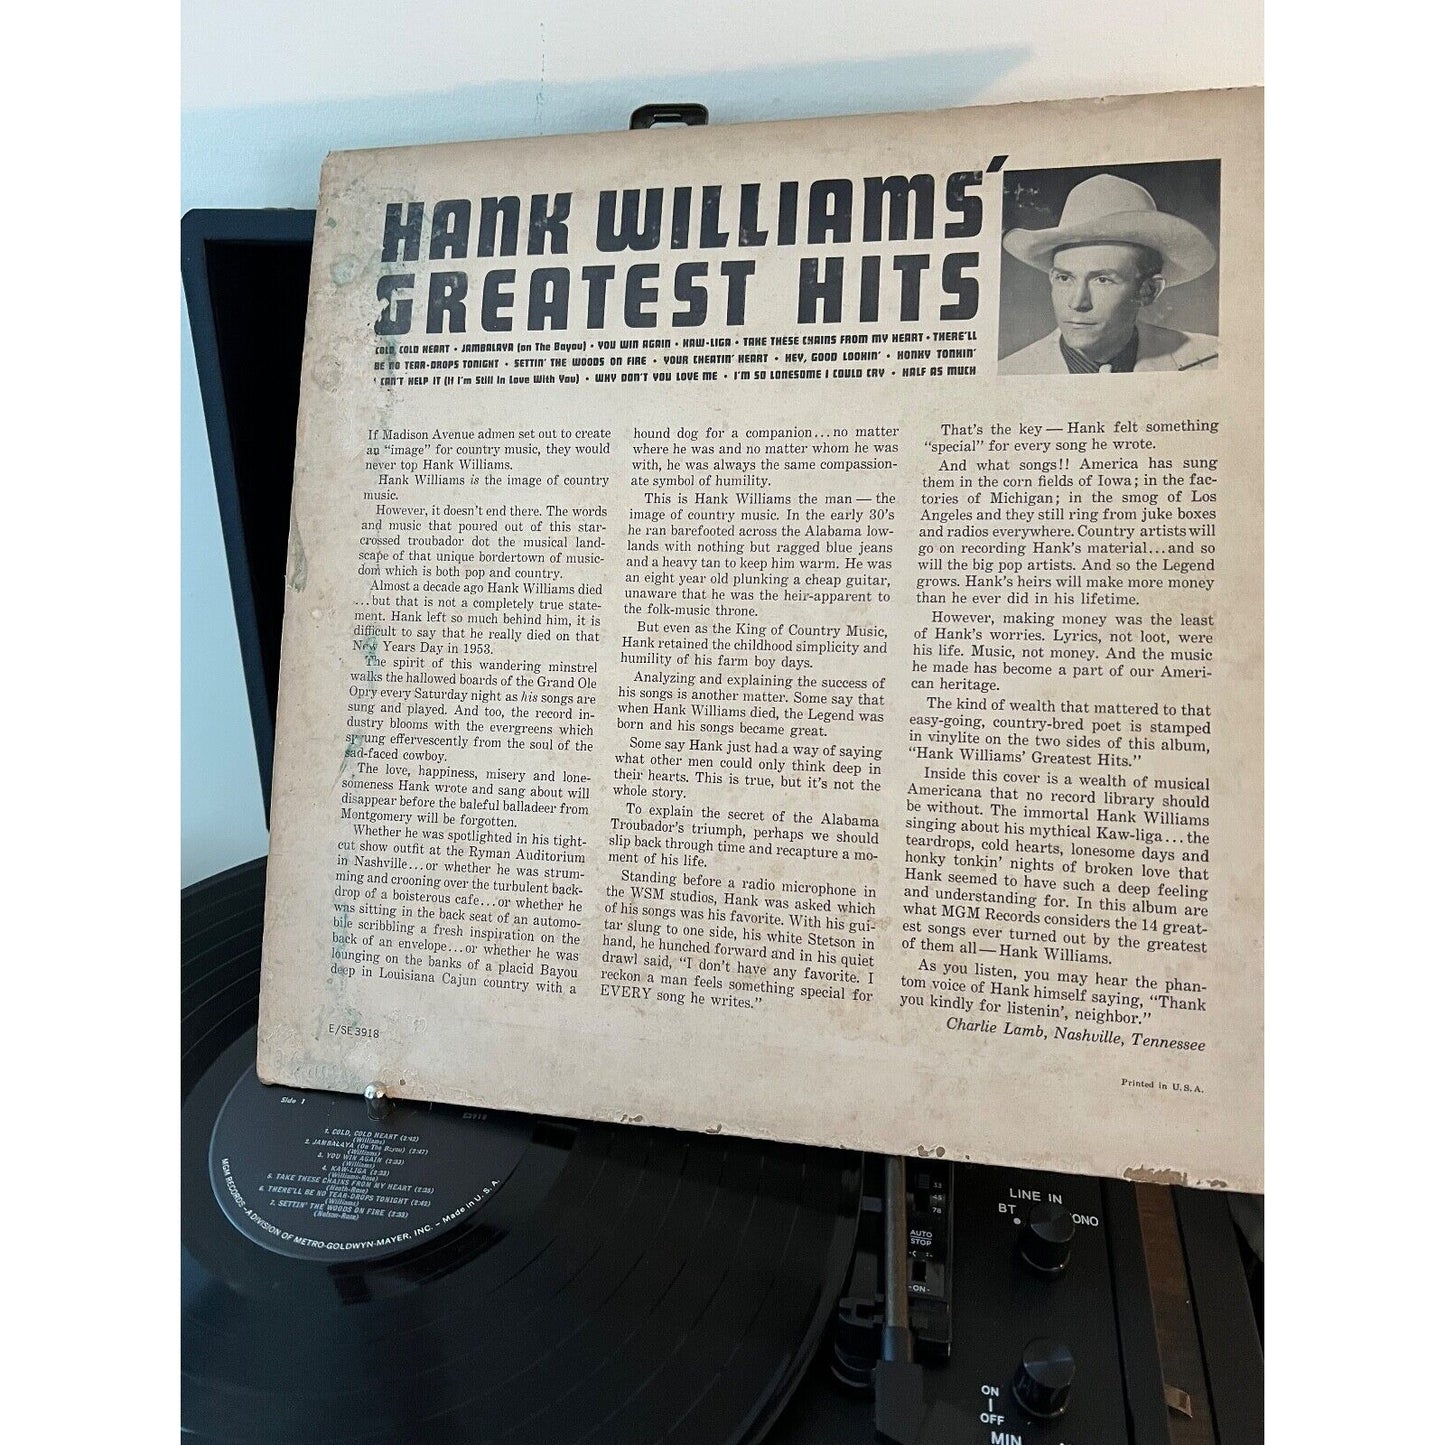 HANK WILLIAMS'
GREATEST HITS
COLD, COLD HEART • JAMBALAYA (on The Bayou) • YOU WIN AGAIN • KAW-LIGA • TAKE THESE CHAINS FROM MY HEART • THERE'LL
BE NO TEAR-DROPS TONIGHT • SETTIN' THE WOODS ON FIRE • YOUR CHEATIN' HEART • HEY, GOOD LOOKIN' • HONKY TONKIN'
I CAN'T HELP IT (If I'm Still In Love With You) • WHY DON'T YOU LOVE ME • I'M SO LONESOME I COULD CRY • HALF AS MUCH
If Madison Avenue admen set out to create
an "image" for country music, they would
never top Hank Williams.
Hank Williams is the image of country
music.
However, it doesn't end there. The words
and music that poured out of this star-
crossed troubador dot the musical land-
scape of that unique bordertown of music-
dom which is both pop and country.
Almost a decade ago Hank Williams died
...but that is not a completely true state-
ment. Hank left so much behind him, it is
difficult to say that he really died on that
New Years Day in 1953.
The spirit of this wandering minstrel
walks the hallowed boards of the Grand Ole
Opry every Saturday night as his songs are
sung and played. And too, the record in-
dustry blooms with the evergreens which
sprung effervescently from the soul of the
sad-faced cowboy.
The love, happiness, misery and lone-
someness Hank wrote and sang about will
disappear before the baleful balladeer from
Montgomery will be forgotten.
Whether he was spotlighted in his tight-
cut show outfit at the Ryman Auditorium
in Nashville...or whether he was strum-
ming and crooning over the turbulent back-
drop of a boisterous cafe...or whether he
was sitting in the back seat of an automo-
bile scribbling a fresh inspiration on the
back of an envelope...or whether he was
lounging on the banks of a placid Bayou
deep in Louisiana Cajun country with a
hound dog for a companion...no matter
where he was and no matter whom he was
with, he was always the same compassion-
ate symbol of humility.
This is Hank Williams the man — the
image of country music. In the early 30's
he ran barefooted across the Alabama low-
lands with nothing but ragged blue jeans
and a heavy tan to keep him warm. He was
an eight year old plunking a cheap guitar,
unaware that he was the heir-apparent to
the folk-music throne.
But even as the King of Country Music,
Hank retained the childhood simplicity and
humility of his farm boy days.
Analyzing and explaining the success of
his songs is another matter. Some say that
when Hank Williams died, the Legend was
born and his songs became great.
Some say Hank just had a way of saying
what other men could only think deep in
their hearts. This is true, but it's not the
whole story.
To explain the secret of the Alabama
Troubador's triumph, perhaps we should
slip back through time and recapture a mo-
ment of his life.
Standing before a radio microphone in
the WSM studios, Hank was asked which
of his songs was his favorite. With his gui-
tar slung to one side, his white Stetson in
hand, he hunched forward and in his quiet
drawl said, "I don't have any favorite. I
reckon a man feels something special for
EVERY song he writes."
That's the key — Hank felt something
"special" for every song he wrote.
And what songs!! America has sung
them in the corn fields of Iowa; in the fac-
tories of Michigan; in the smog of Los
Angeles and they still ring from juke boxes
and radios everywhere. Country artists will
go on recording Hank's material...and so
will the big pop artists. And so the Legend
grows. Hank's heirs will make more money
than he ever did in his lifetime.
However, making money was the least
of Hank's worries. Lyrics, not loot, were
his life. Music, not money. And the music
he made has become a part of our Ameri-
can heritage.
The kind of wealth that mattered to that
easy-going, country-bred poet is stamped
in vinylite on the two sides of this album,
"Hank Williams' Greatest Hits."
Inside this cover is a wealth of musical
Americana that no record library should
be without. The immortal Hank Williams
singing about his mythical Kaw-liga...the
teardrops, cold hearts, lonesome days and
honky tonkin' nights of broken love that
Hank seemed to have such a deep feeling
and understanding for. In this album are
what MGM Records considers the 14 great-
est songs ever turned out by the greatest
of them all — Hank Williams.
As you listen, you may hear the phan-
tom voice of Hank himself saying, "Thank
you kindly for listenin', neighbor."
Charlie Lamb, Nashville, Tennessee
E/SE3918
Printed in U.S.A.
Side 1
E3918
1. COLD, COLD HEART (2:42)
(Williams)
2. JAMBALAYA (On The Bayou) (2:47)
(Williams)
3. YOU WIN AGAIN (2:33)
(Williams)
4. KAW-LIGA (2:33)
(Williams-Rose)
5. TAKE THESE CHAINS FROM MY HEART (2:35)
(Heath-Rose)
6. THERE'LL BE NO TEAR-DROPS TONIGHT (2:42)
(Williams)
7. SETTIN' THE WOODS ON FIRE (2:33)
(Nelson-Rose)
MGM RECORDS - A DIVISION OF METRO-GOLDWYN-MAYER, INC. - Made in U.S.A.
33
45
78
AUTO
STOP
-ON-
LINE IN
BT
ONO
ON
OFF
MIN